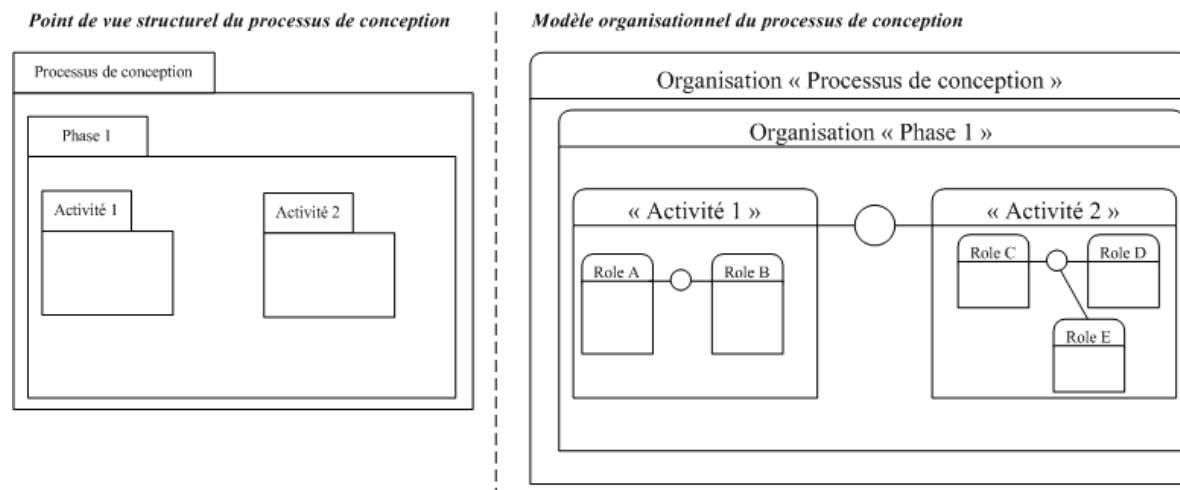 Point de vue structurel du processus de conception
Processus de conception
Phase 1
Activité 1
Activité 2
Modèle organisationnel du processus de conception
Organisation « Processus de conception »
Organisation « Phase 1 »
« Activité 1 »
Role A
Role B
« Activité 2 »
Role C
Role D
Role E